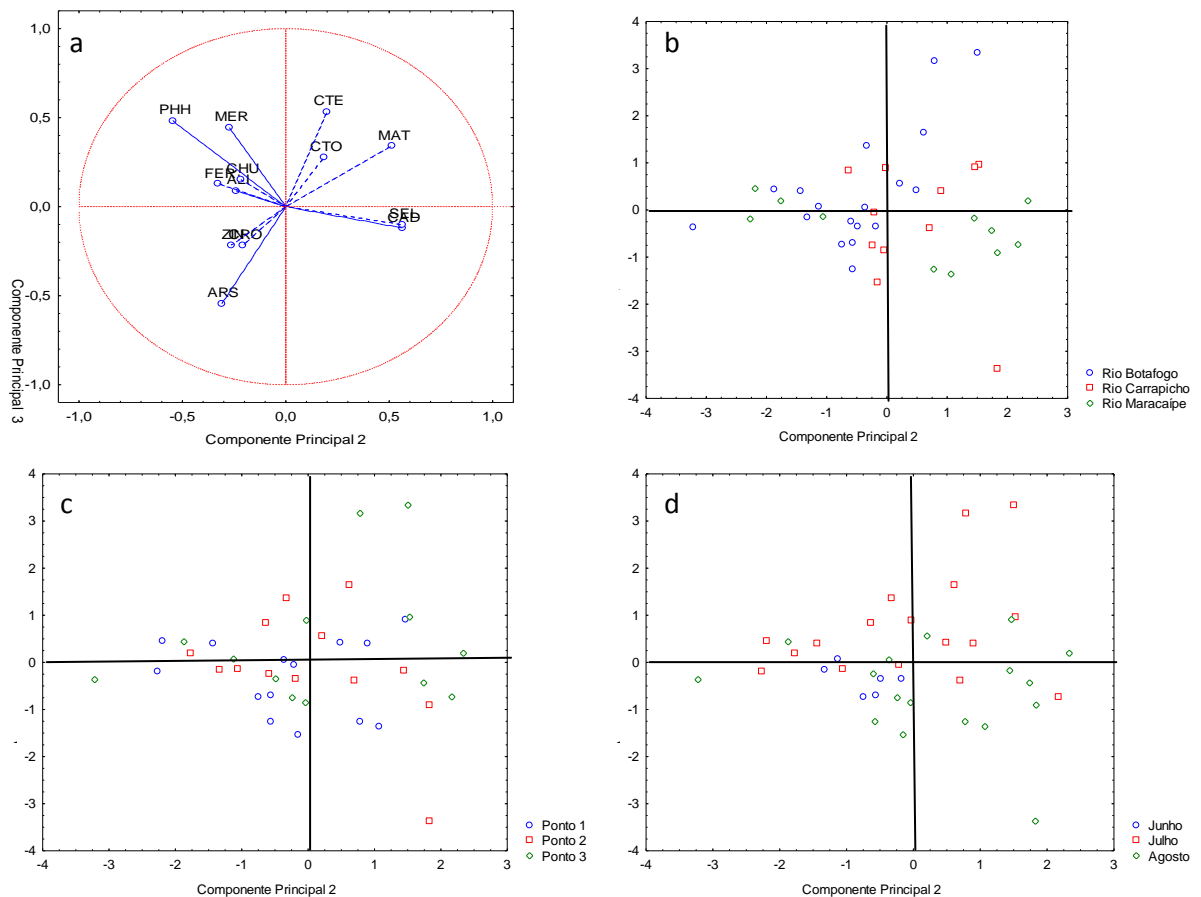 a
1,0
0,5
0,0
-0,5
-1,0
PHH
MER
CTE
MAT
CTO
CHU
FER
ALI
SEL
CAD
ZIN
CRO
ARS
-1,0 -0,5 0,0 0,5 1,0
Componente Principal 3
Componente Principal 2
b
4
3
2
1
0
-1
-2
-3
-4
-4 -3 -2 -1 0 1 2 3
Componente Principal 2
Rio Botafogo
Rio Carrapicho
Rio Maracaípe
c
4
3
2
1
0
-1
-2
-3
-4
-4 -3 -2 -1 0 1 2 3
Componente Principal 2
Ponto 1
Ponto 2
Ponto 3
d
4
3
2
1
0
-1
-2
-3
-4
-4 -3 -2 -1 0 1 2 3
Componente Principal 2
Junho
Julho
Agosto